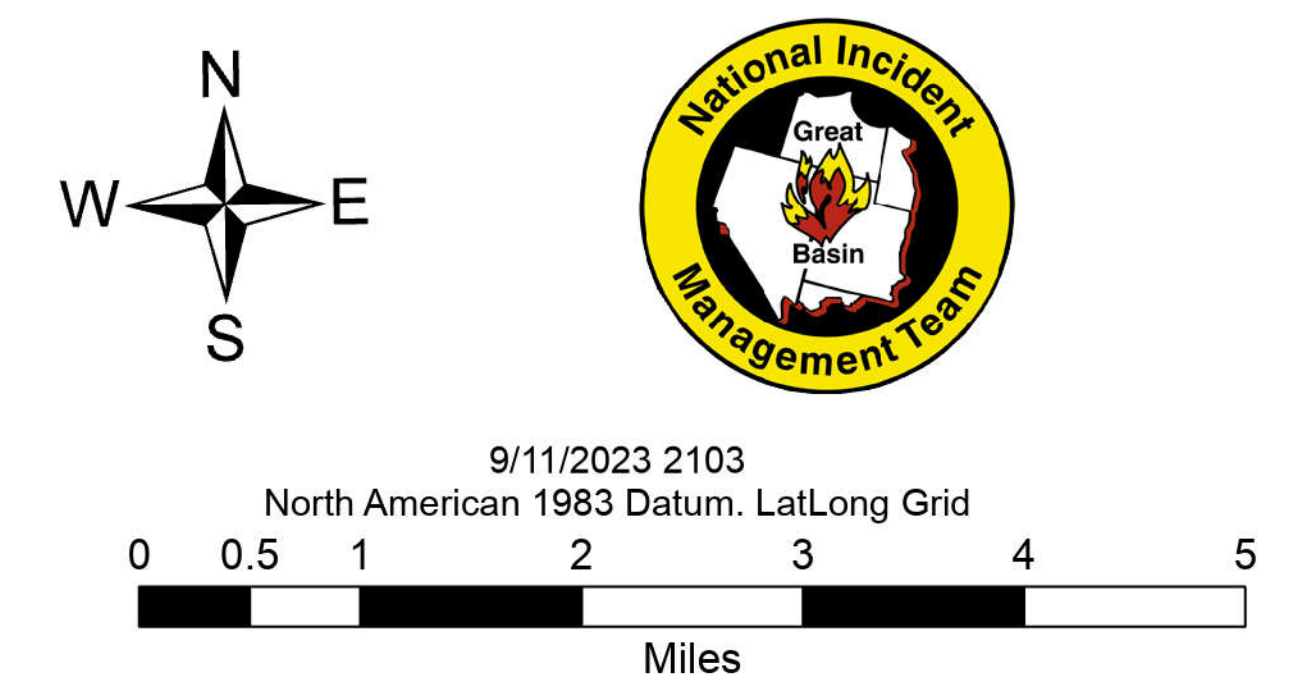 N
W E
S
National Incident
Great
Basin
Management Team
9/11/2023 2103
North American 1983 Datum. LatLong Grid
0 0.5 1 2 3 4 5
Miles